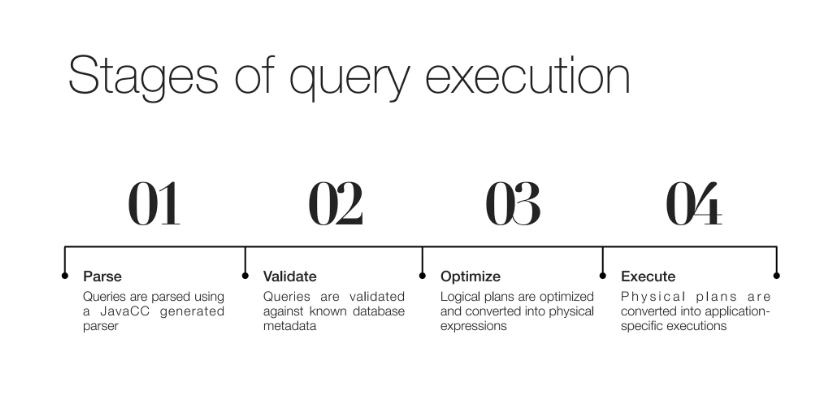 Stages of query execution
01
02
03
04
Parse
Queries are parsed using
a JavaCC generated
parser
Validate
Queries are validated
against known database
metadata
Optimize
Logical plans are optimized
and converted into physical
expressions
Execute
Physical plans are
converted into application-
specific executions